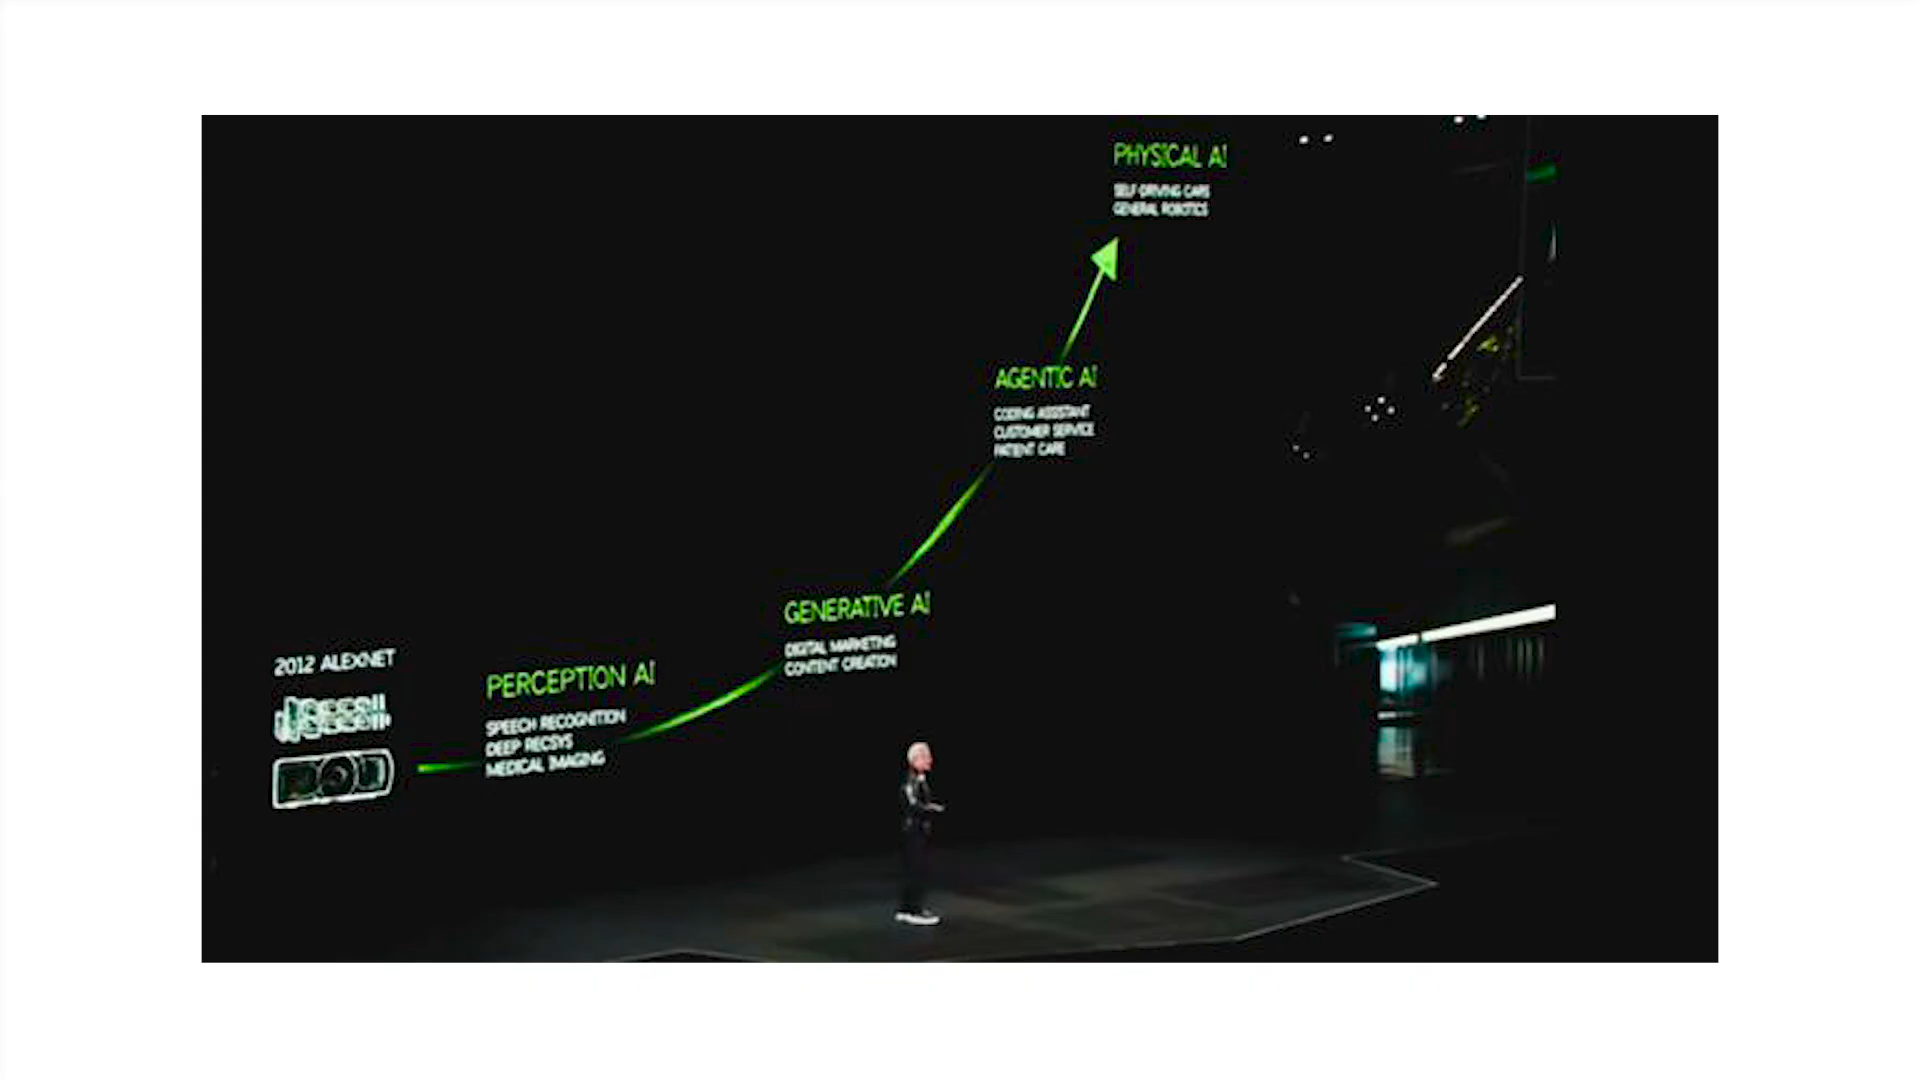 PHYSICAL AI
SELF-DRIVING CARS
GENERAL ROBOTICS
AGENTIC AI
CODING ASSISTANT
CUSTOMER SERVICE
PATIENT CARE
GENERATIVE AI
DIGITAL MARKETING
CONTENT CREATION
2012 ALEXNET
PERCEPTION AI
SPEECH RECOGNITION
DEEP RECSYS
MEDICAL IMAGING